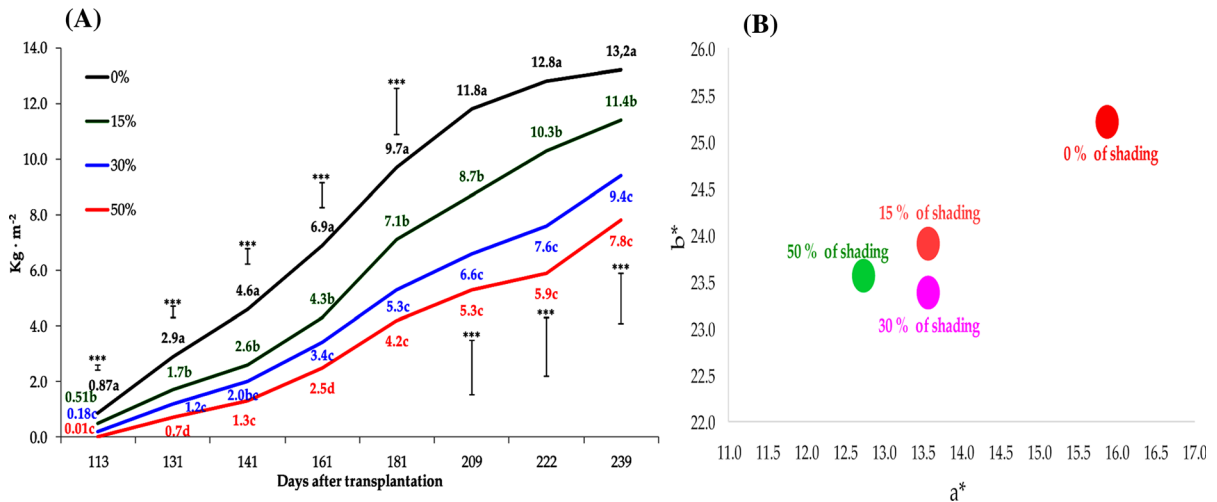 (A)
(B)
14.0
12.0
10.0
8.0
6.0
4.0
2.0
0.0
Kg · m⁻²
0%
15%
30%
50%
0.87a
2.9a
4.6a
6.9a
9.7a
11.8a
12.8a
13,2a
0.51b
1.7b
2.6b
4.3b
7.1b
8.7b
10.3b
11.4b
0.18c
1.2c
2.0bc
3.4c
5.3c
6.6c
7.6c
9.4c
0.01c
0.7d
1.3c
2.5d
4.2c
5.3c
5.9c
7.8c
***
***
***
***
***
***
***
***
113 131 141 161 181 209 222 239
Days after transplantation
26.0
25.0
24.5
24.0
23.5
23.0
22.0
b*
0 % of shading
15 % of shading
50 % of shading
30 % of shading
11.0 11.5 12.0 12.5 13.0 13.5 14.0 14.5 15.0 15.5 16.0 16.5 17.0
a*